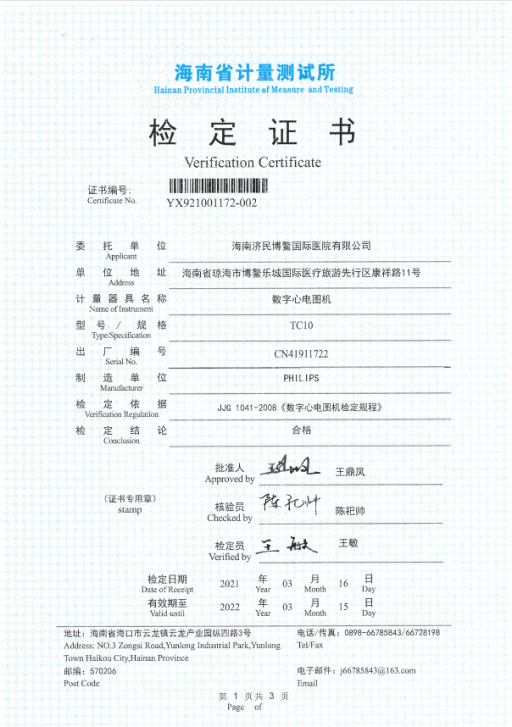 海南省计量测试所
Hainan Provincial Institute of Measure and Testing
检定证书
Verification Certificate
证书编号:
Certificate No. YX921001172-002
委托单位 海南济民博鳌国际医院有限公司
Applicant
单位地址 海南省琼海市博鳌乐城国际医疗旅游先行区康祥路11号
Address
计量器具名称 数字心电图机
Name of Instrument
型号/规格 TC10
Type/Specification
出厂编号 CN41911722
Serial No.
制造单位 PHILIPS
Manufacturer
检定依据 JJG 1041-2008《数字心电图机检定规程》
Verification Regulation
检定结论 合格
Conclusion
批准人 王鼎凤
Approved by
(证书专用章) 核验员 陈祀帅
stamp Checked by
检定员 王敏
Verified by
检定日期 2021 年 03 月 16 日
Date of Receipt Year Month Day
有效期至 2022 年 03 月 15 日
Valid until Year Month Day
地址：海南省海口市云龙镇云龙产业园纵四路3号 电话/传真：0898-66785843/66728198
Address: NO.3 Zongsi Road,Yunlong Industrial Park,Yunlong Tel/Fax
Town Haikou City,Hainan Province
邮编：570206 电子邮件：j66785843@163.com
Post Code Email
第 1 页共 3 页
Page of